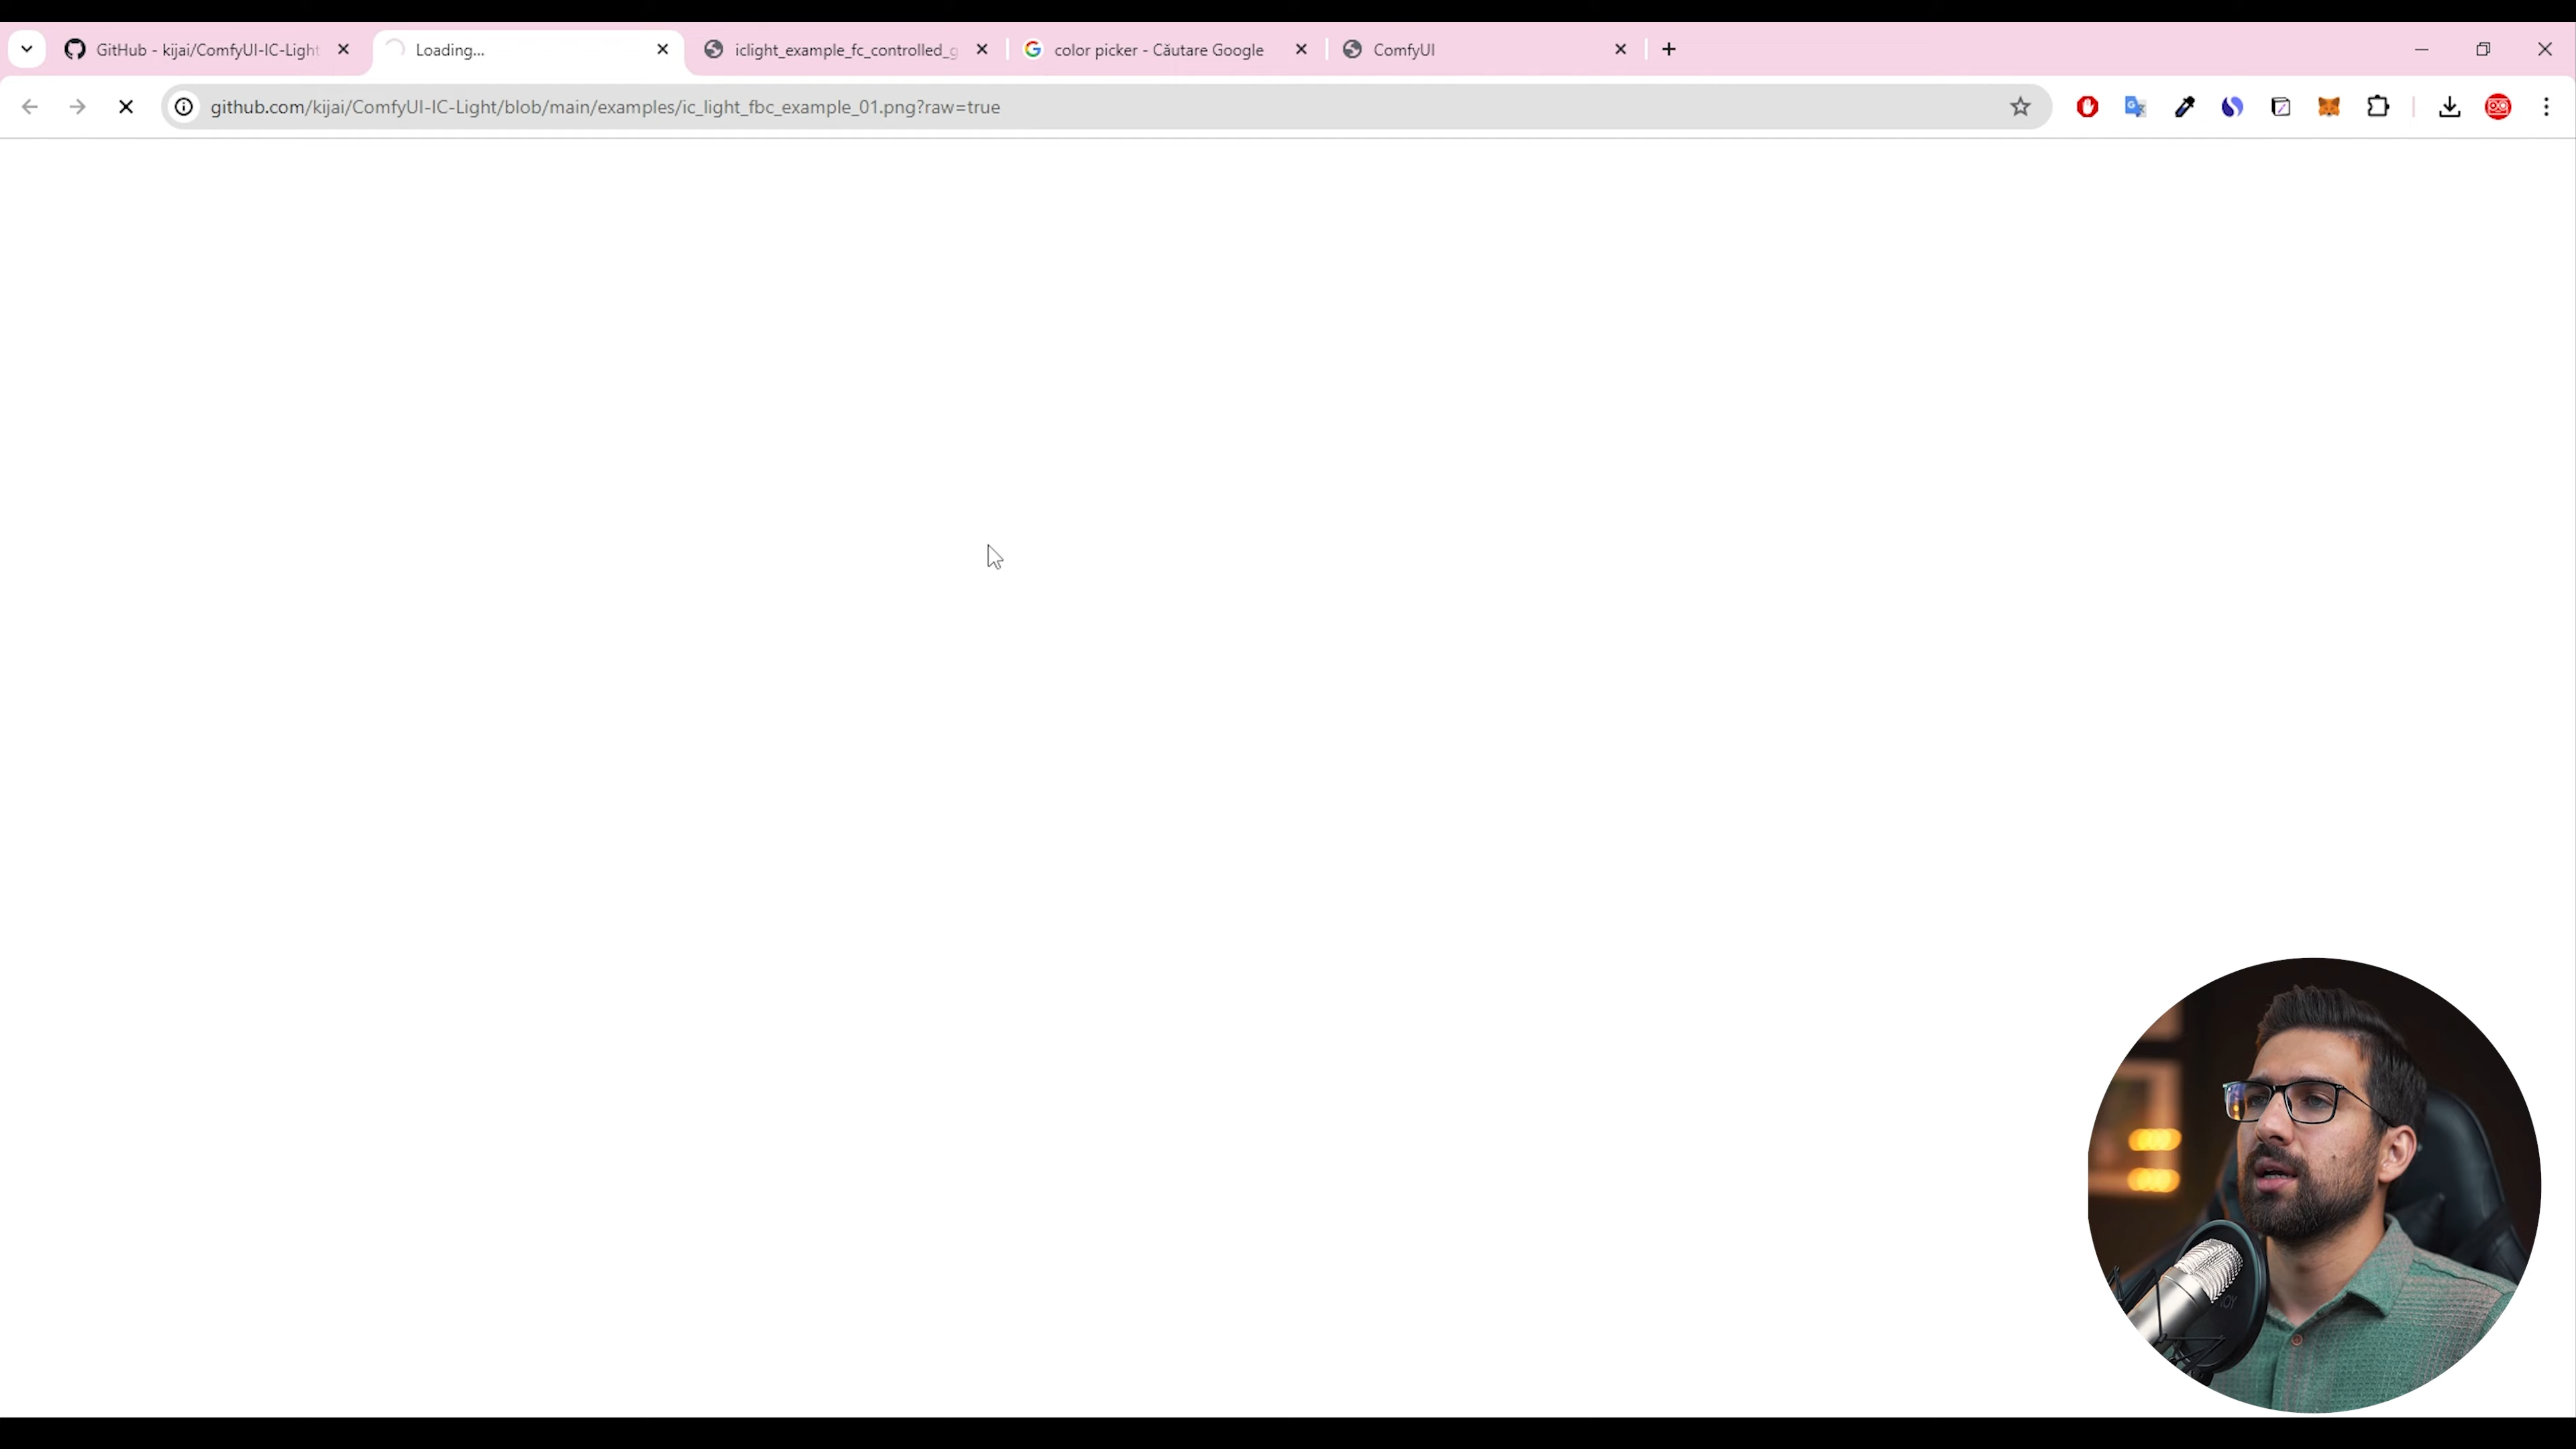 GitHub - kijai/ComfyUI-IC-Light
Loading...
iclight_example_fc_controlled_g
color picker - Căutare Google
ComfyUI
github.com/kijai/ComfyUI-IC-Light/blob/main/examples/ic_light_fbc_example_01.png?raw=true